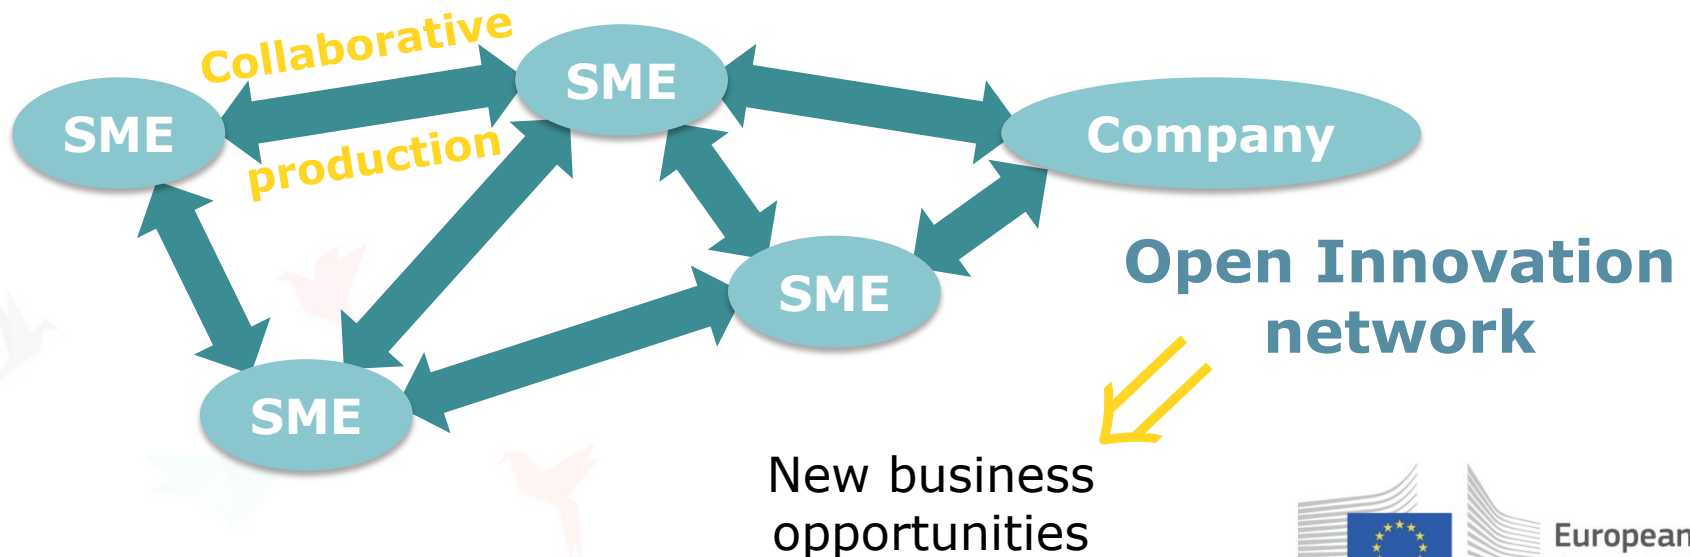 Collaborative
SME
SME
Company
production
SME
SME
Open Innovation
network
New business
opportunities
European